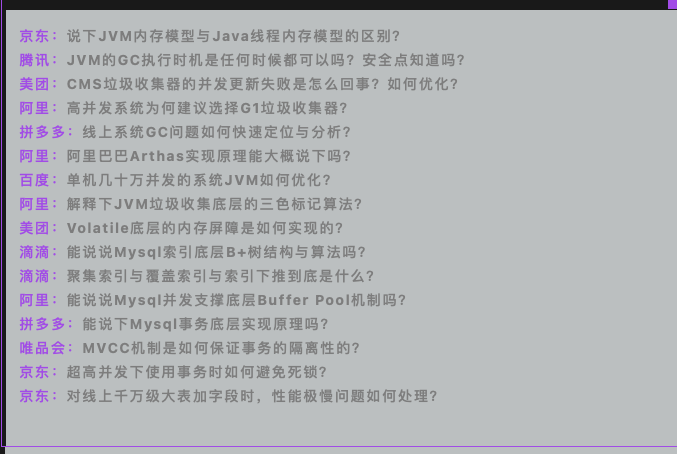 京东：说下JVM内存模型与Java线程内存模型的区别？
腾讯：JVM的GC执行时机是任何时候都可以吗？安全点知道吗？
美团：CMS垃圾收集器的并发更新失败是怎么回事？如何优化？
阿里：高并发系统为何建议选择G1垃圾收集器？
拼多多：线上系统GC问题如何快速定位与分析？
阿里：阿里巴巴Arthas实现原理能大概说下吗？
百度：单机几十万并发的系统JVM如何优化？
阿里：解释下JVM垃圾收集底层的三色标记算法？
美团：Volatile底层的内存屏障是如何实现的？
滴滴：能说说Mysql索引底层B+树结构与算法吗？
滴滴：聚集索引与覆盖索引与索引下推到底是什么？
阿里：能说说Mysql并发支撑底层Buffer Pool机制吗？
拼多多：能说下Mysql事务底层实现原理吗？
唯品会：MVCC机制是如何保证事务的隔离性的？
京东：超高并发下使用事务时如何避免死锁？
京东：对线上千万级大表加字段时，性能极慢问题如何处理？